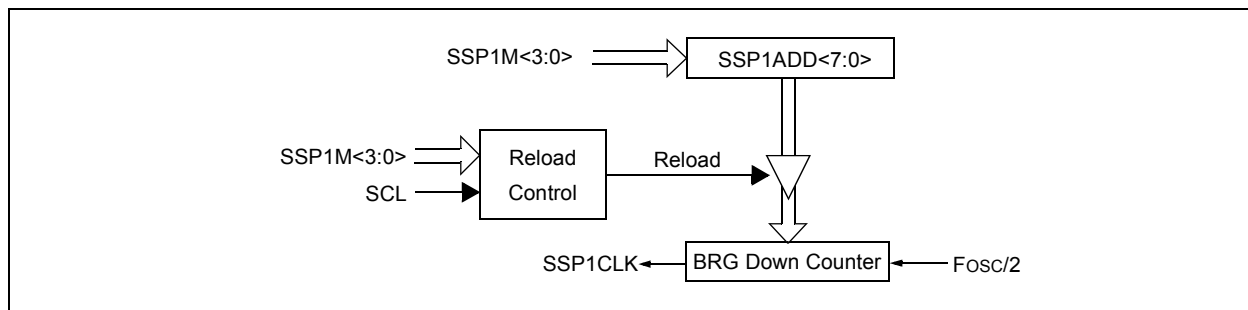 SSP1M<3:0>
SSP1ADD<7:0>
SSP1M<3:0>
Reload
Control
Reload
SCL
SSP1CLK
BRG Down Counter
FOSC/2